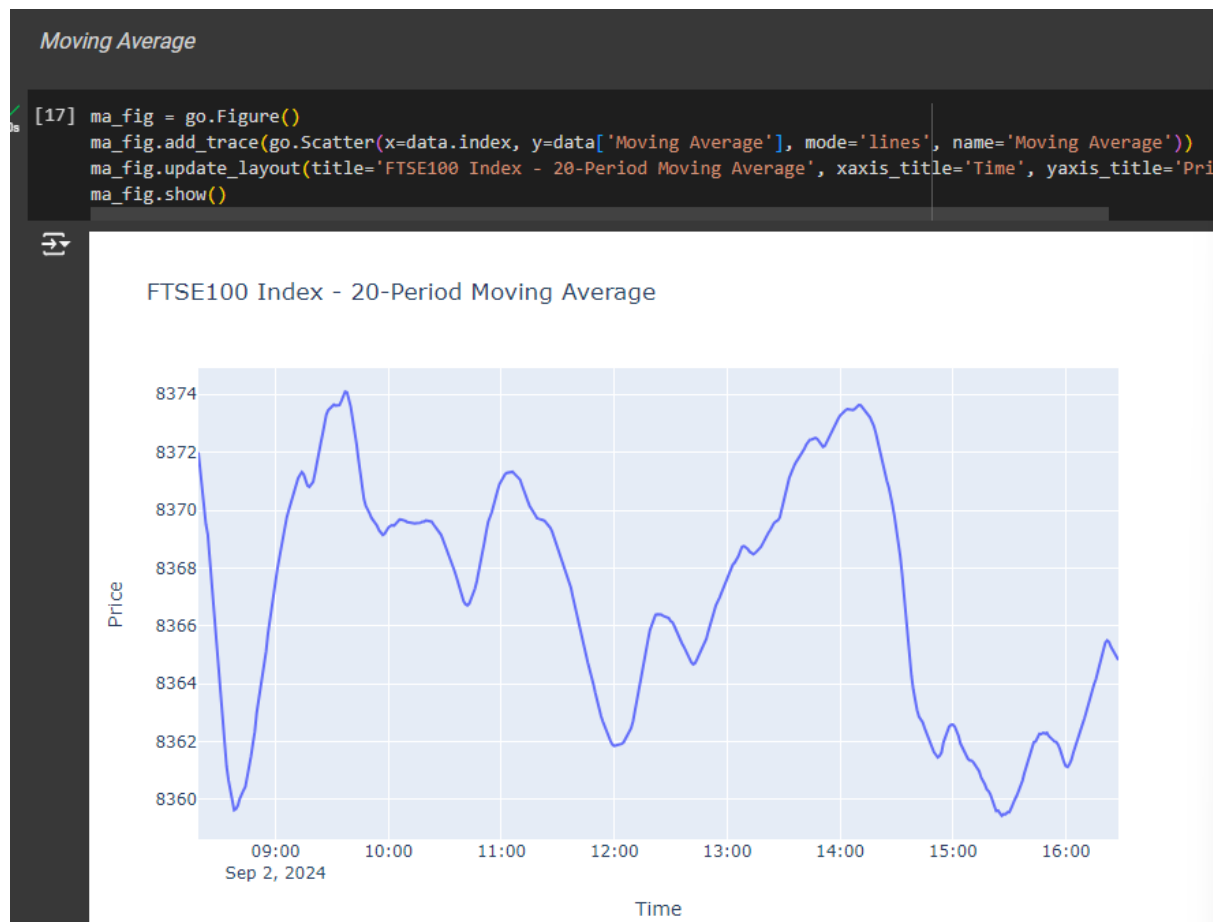 Moving Average
[17] ma_fig = go.Figure()
ma_fig.add_trace(go.Scatter(x=data.index, y=data['Moving Average'], mode='lines', name='Moving Average'))
ma_fig.update_layout(title='FTSE100 Index - 20-Period Moving Average', xaxis_title='Time', yaxis_title='Pri
ma_fig.show()
FTSE100 Index - 20-Period Moving Average
8374
8372
8370
8368
8366
8364
8362
8360
Price
09:00 10:00 11:00 12:00 13:00 14:00 15:00 16:00
Sep 2, 2024
Time